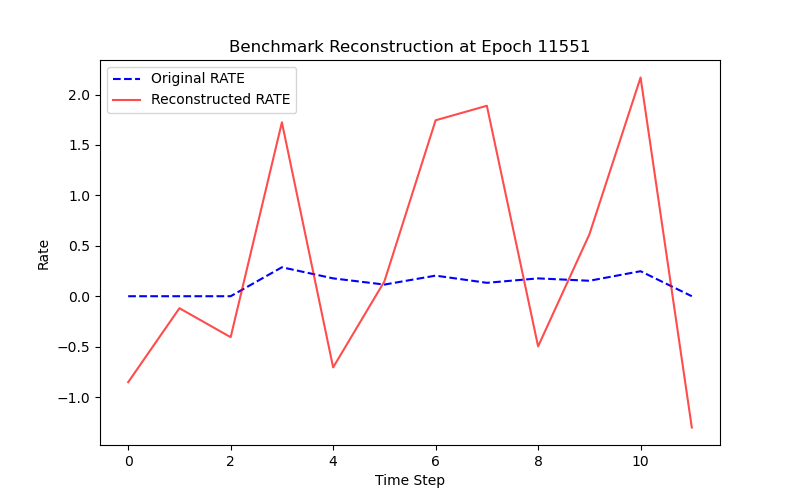 Benchmark Reconstruction at Epoch 11551
Original RATE
Reconstructed RATE
2.0
1.5
1.0
0.5
0.0
−0.5
−1.0
Rate
0 2 4 6 8 10
Time Step